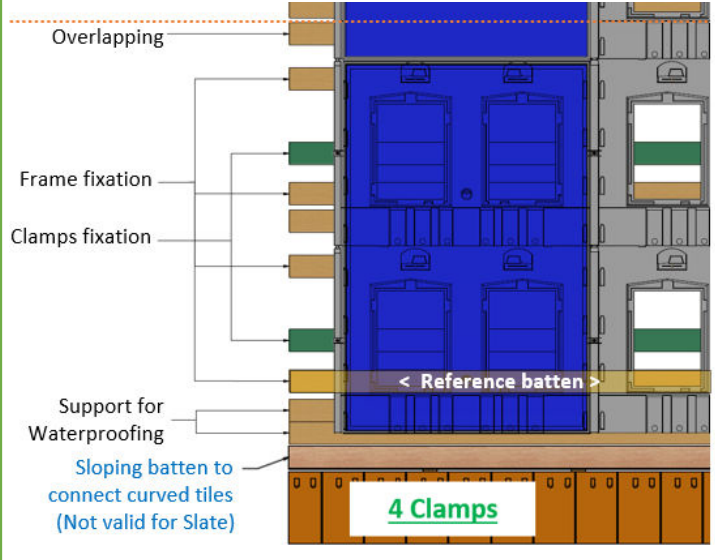 Overlapping
Frame fixation
Clamps fixation
< Reference batten >
Support for
Waterproofing
Sloping batten to
connect curved tiles
(Not valid for Slate)
4 Clamps